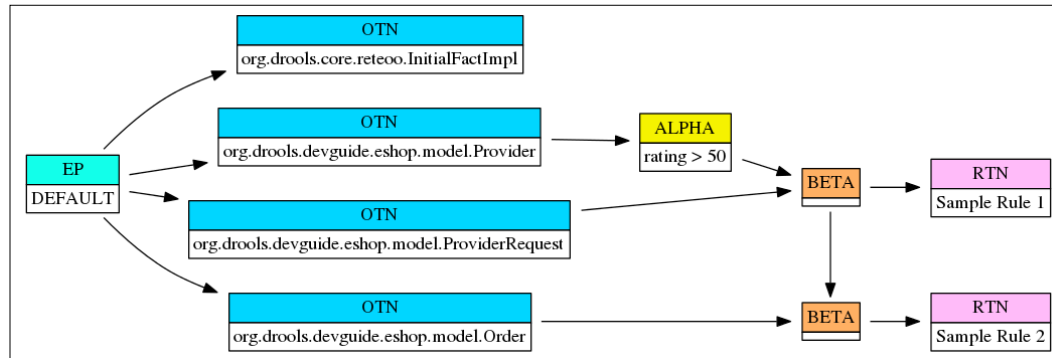 OTN
org.drools.core.reteoo.InitialFactImpl
OTN
org.drools.devguide.eshop.model.Provider
ALPHA
rating > 50
EP
DEFAULT
BETA
RTN
Sample Rule 1
OTN
org.drools.devguide.eshop.model.ProviderRequest
OTN
org.drools.devguide.eshop.model.Order
BETA
RTN
Sample Rule 2